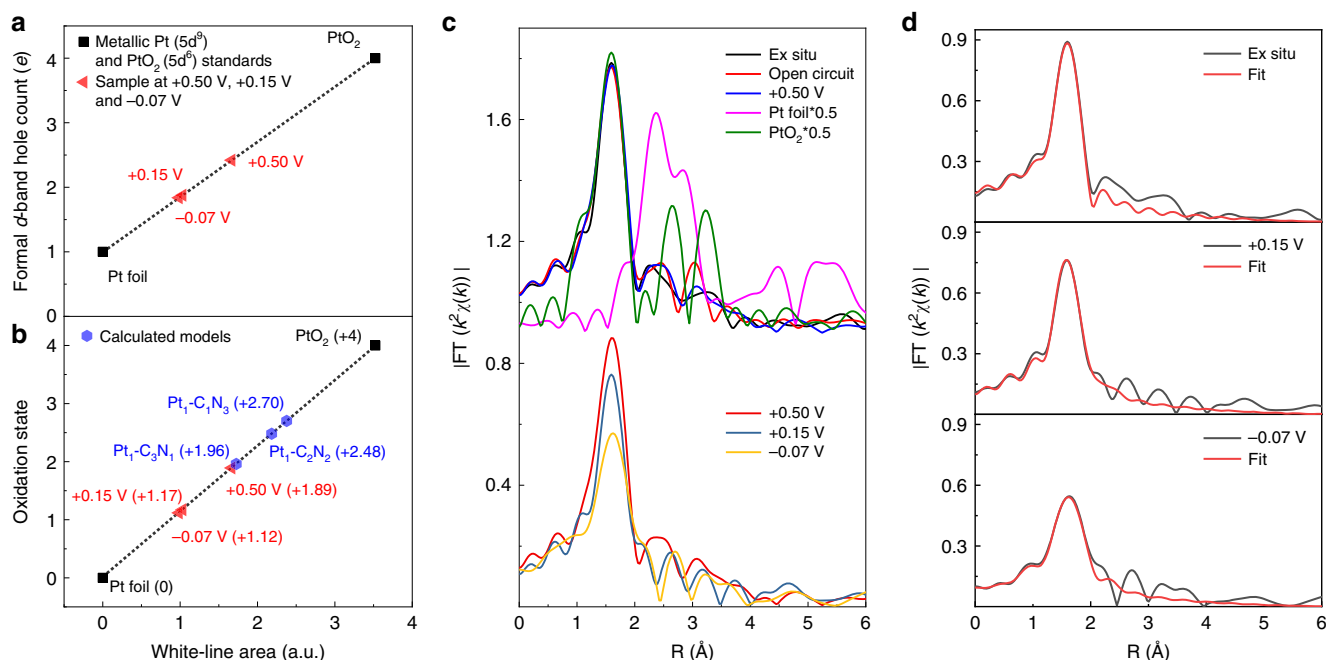 a
Metallic Pt (5d⁹)
and PtO₂ (5d⁶) standards
Sample at +0.50 V, +0.15 V
and −0.07 V
PtO₂
+0.50 V
+0.15 V
−0.07 V
Pt foil
Formal d-band hole count (e)
4
3
2
1
0
b
Calculated models
PtO₂ (+4)
Pt₁-C₁N₃ (+2.70)
Pt₁-C₃N₁ (+1.96)
Pt₁-C₂N₂ (+2.48)
+0.50 V (+1.89)
+0.15 V (+1.17)
−0.07 V (+1.12)
Pt foil (0)
Oxidation state
4
3
2
1
0
0 1 2 3 4
White-line area (a.u.)
c
Ex situ
Open circuit
+0.50 V
Pt foil*0.5
PtO₂*0.5
+0.50 V
+0.15 V
−0.07 V
|FT (k²χ(k)) |
1.8
1.6
1.2
0.8
0.4
0 1 2 3 4 5 6
R (Å)
d
Ex situ
Fit
+0.15 V
Fit
−0.07 V
Fit
|FT (k²χ(k)) |
0.9
0.3
0.9
0.6
0.3
0.9
0.3
0 1 2 3 4 5 6
R (Å)